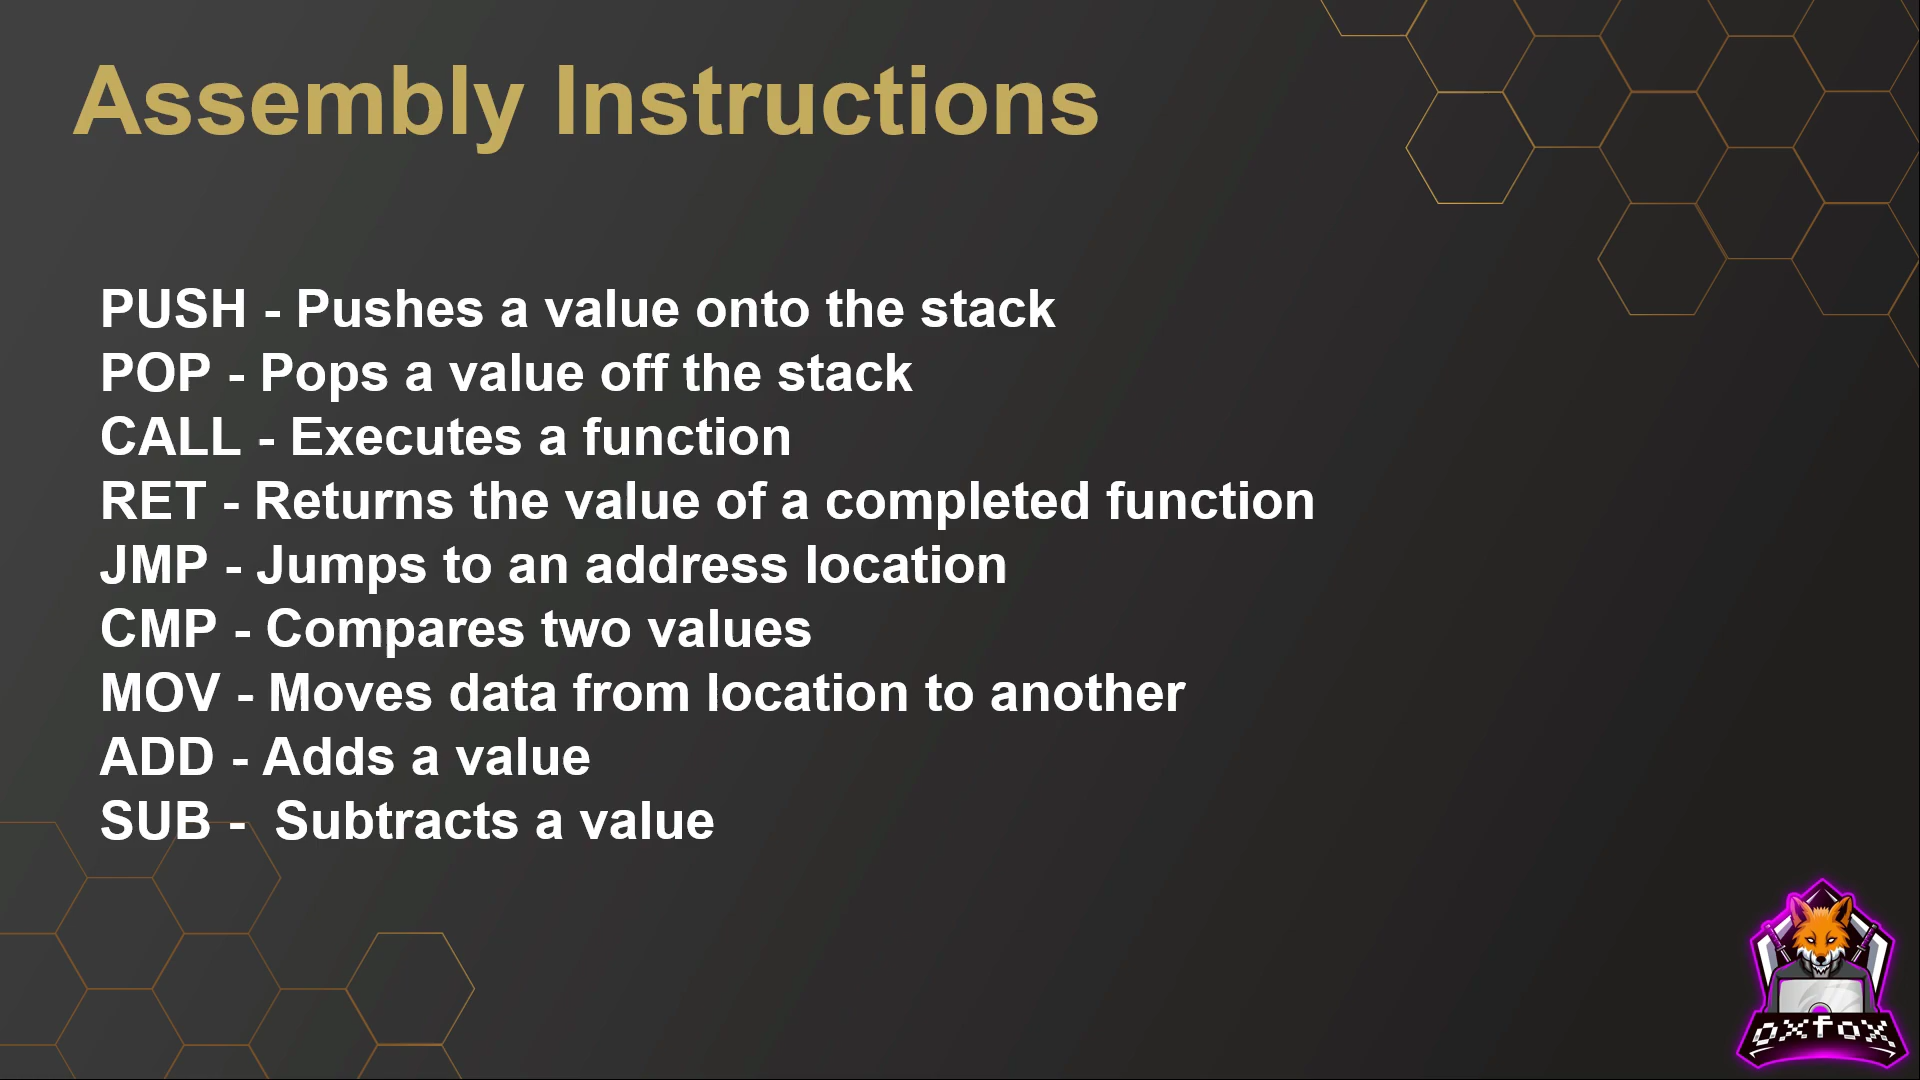 Assembly Instructions
PUSH - Pushes a value onto the stack
POP - Pops a value off the stack
CALL - Executes a function
RET - Returns the value of a completed function
JMP - Jumps to an address location
CMP - Compares two values
MOV - Moves data from location to another
ADD - Adds a value
SUB -  Subtracts a value
oxfox